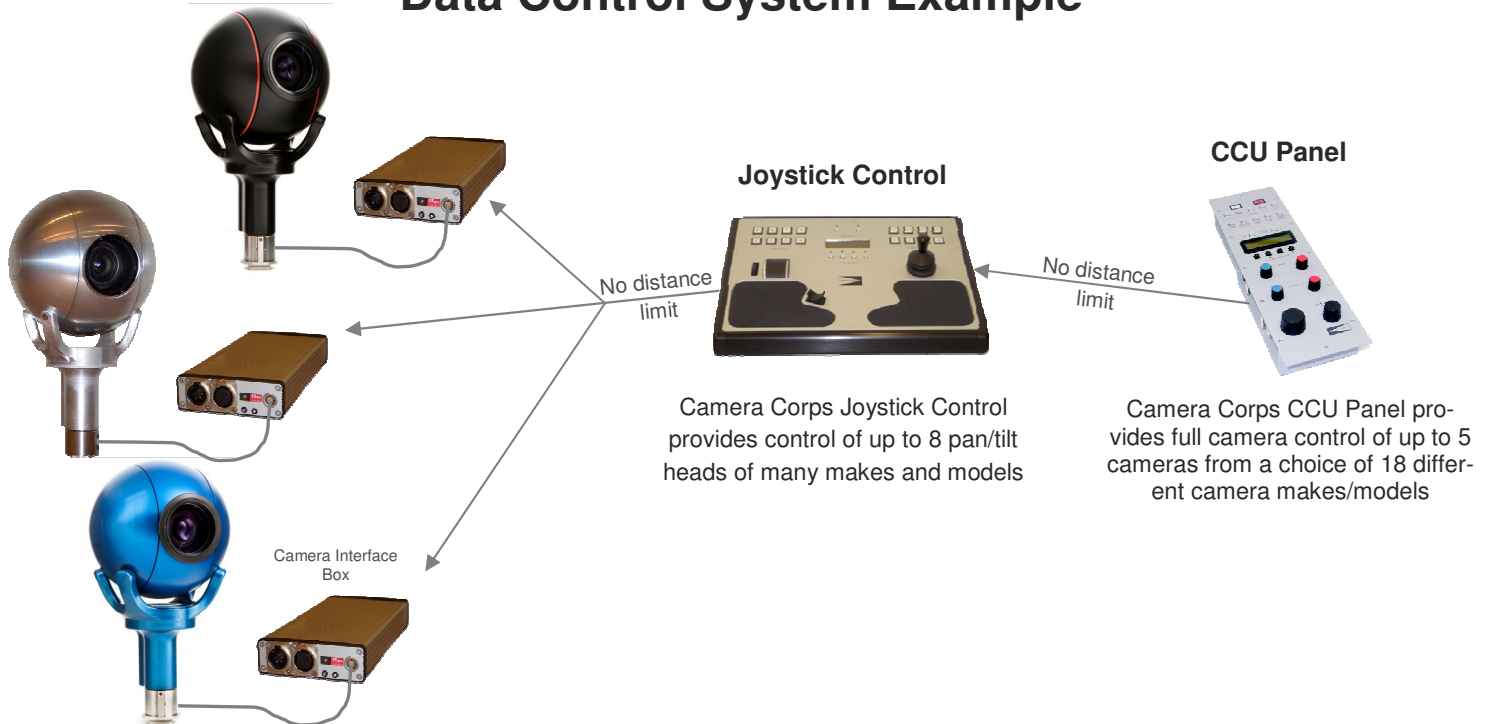 Data Control System Example
CCU Panel
Joystick Control
No distance
limit
No distance
limit
Camera Corps Joystick Control
provides control of up to 8 pan/tilt
heads of many makes and models
Camera Corps CCU Panel pro-
vides full camera control of up to 5
cameras from a choice of 18 differ-
ent camera makes/models
Camera Interface
Box